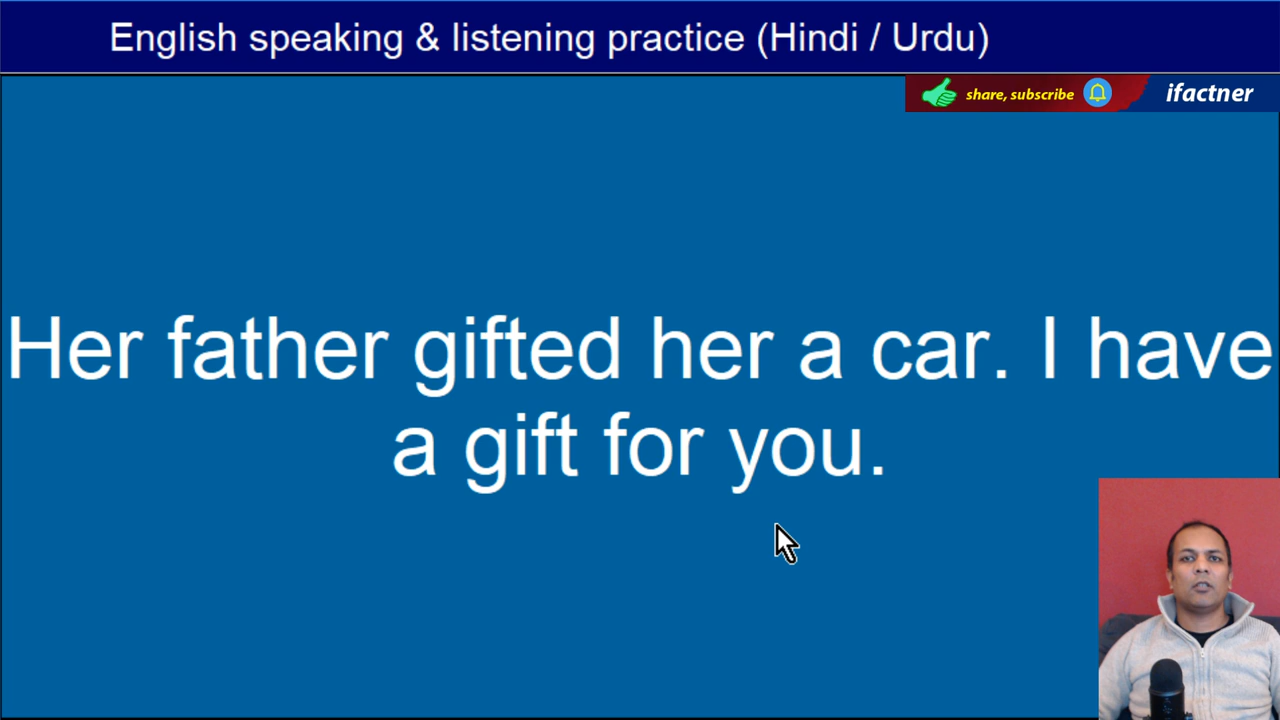 English speaking & listening practice (Hindi / Urdu)
share, subscribe
ifactner
Her father gifted her a car. I have
a gift for you.